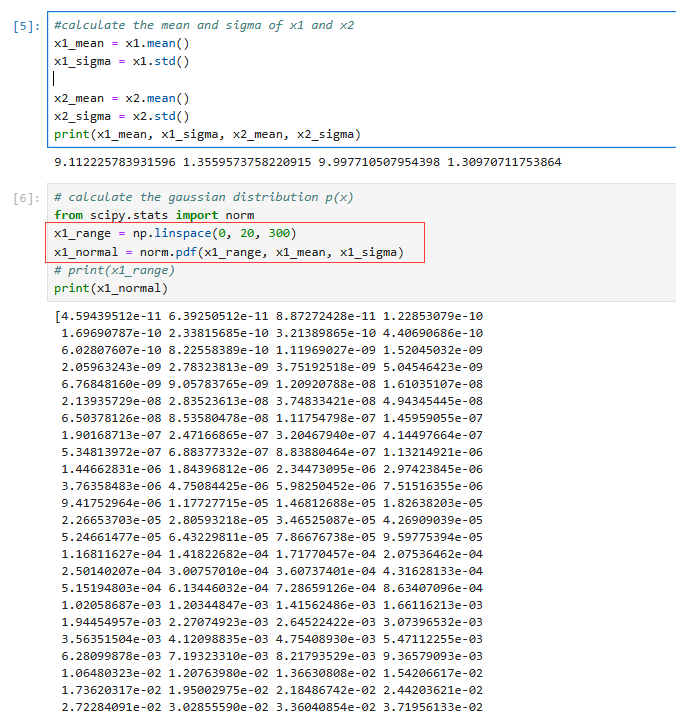 [5]:
#calculate the mean and sigma of x1 and x2
x1_mean = x1.mean()
x1_sigma = x1.std()
x2_mean = x2.mean()
x2_sigma = x2.std()
print(x1_mean, x1_sigma, x2_mean, x2_sigma)
9.112225783931596 1.3559573758220915 9.997710507954398 1.30970711753864
[6]:
# calculate the gaussian distribution p(x)
from scipy.stats import norm
x1_range = np.linspace(0, 20, 300)
x1_normal = norm.pdf(x1_range, x1_mean, x1_sigma)
# print(x1_range)
print(x1_normal)
[4.59439512e-11 6.39250512e-11 8.87272428e-11 1.22853079e-10
1.69690787e-10 2.33815685e-10 3.21389865e-10 4.40690686e-10
6.02807607e-10 8.22558389e-10 1.11969027e-09 1.52045032e-09
2.05963243e-09 2.78323813e-09 3.75192518e-09 5.04546423e-09
6.76848160e-09 9.05783765e-09 1.20920788e-08 1.61035107e-08
2.13935729e-08 2.83523613e-08 3.74833421e-08 4.94345445e-08
6.50378126e-08 8.53580478e-08 1.11754798e-07 1.45959055e-07
1.90168713e-07 2.47166865e-07 3.20467940e-07 4.14497664e-07
5.34813972e-07 6.88377332e-07 8.83880464e-07 1.13214921e-06
1.44662831e-06 1.84396812e-06 2.34473095e-06 2.97423845e-06
3.76358483e-06 4.75084425e-06 5.98250452e-06 7.51516355e-06
9.41752964e-06 1.17727715e-05 1.46812688e-05 1.82638203e-05
2.26653703e-05 2.80593218e-05 3.46525087e-05 4.26909039e-05
5.24661477e-05 6.43229811e-05 7.86676738e-05 9.59775394e-05
1.16811627e-04 1.41822682e-04 1.71770457e-04 2.07536462e-04
2.50140207e-04 3.00757010e-04 3.60737401e-04 4.31628133e-04
5.15194803e-04 6.13446032e-04 7.28659126e-04 8.63407096e-04
1.02058687e-03 1.20344847e-03 1.41562486e-03 1.66116213e-03
1.94454957e-03 2.27074923e-03 2.64522422e-03 3.07396532e-03
3.56351504e-03 4.12098835e-03 4.75408930e-03 5.47112255e-03
6.28099878e-03 7.19323310e-03 8.21793529e-03 9.36579093e-03
1.06480323e-02 1.20763980e-02 1.36630808e-02 1.54206617e-02
1.73620317e-02 1.95002975e-02 2.18486742e-02 2.44203621e-02
2.72284091e-02 3.02855590e-02 3.36040854e-02 3.71956133e-02